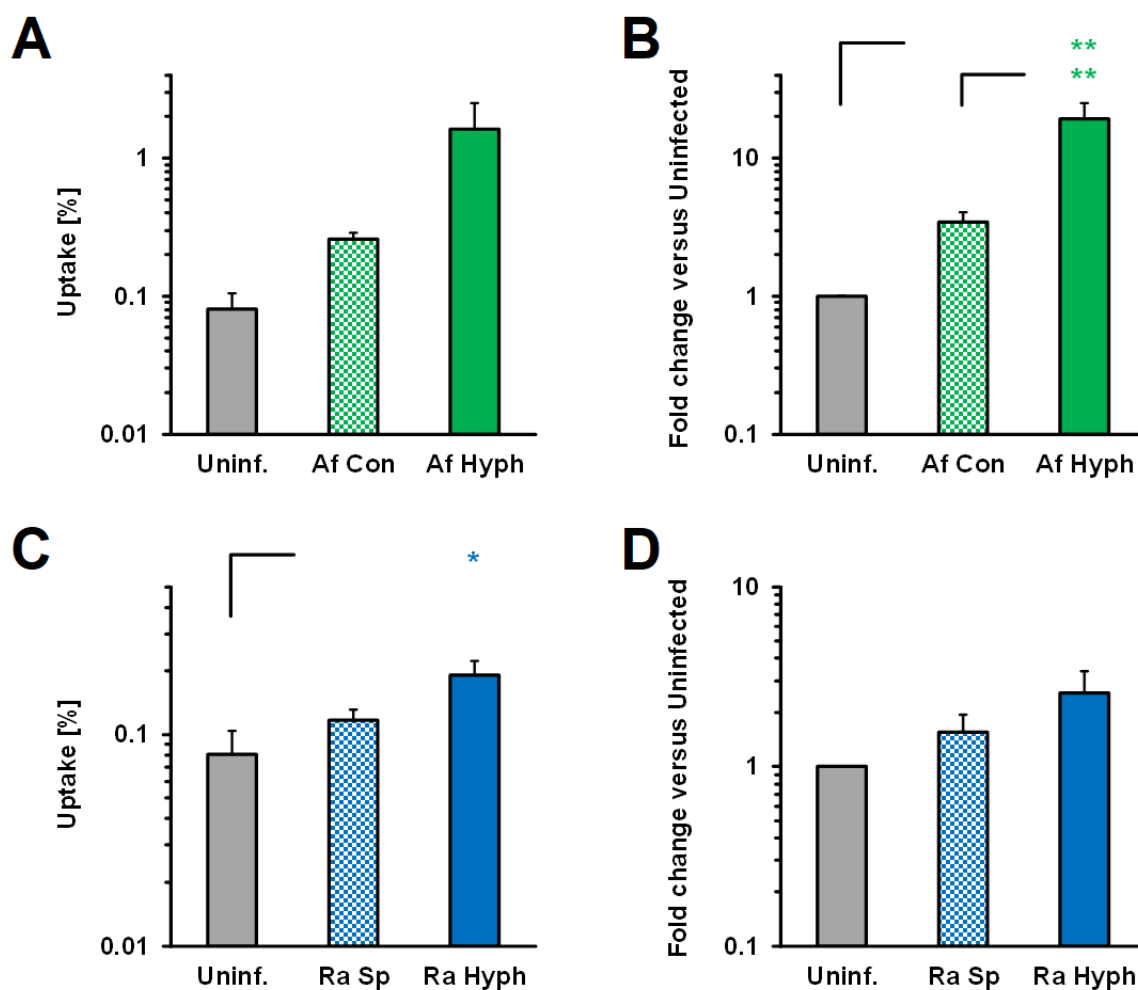 A
Uptake [%]
1
0.1
0.01
Uninf.
Af Con
Af Hyph
B
**
**
Fold change versus Uninfected
10
1
0.1
Uninf.
Af Con
Af Hyph
C
*
Uptake [%]
0.1
0.01
Uninf.
Ra Sp
Ra Hyph
D
Fold change versus Uninfected
10
1
0.1
Uninf.
Ra Sp
Ra Hyph